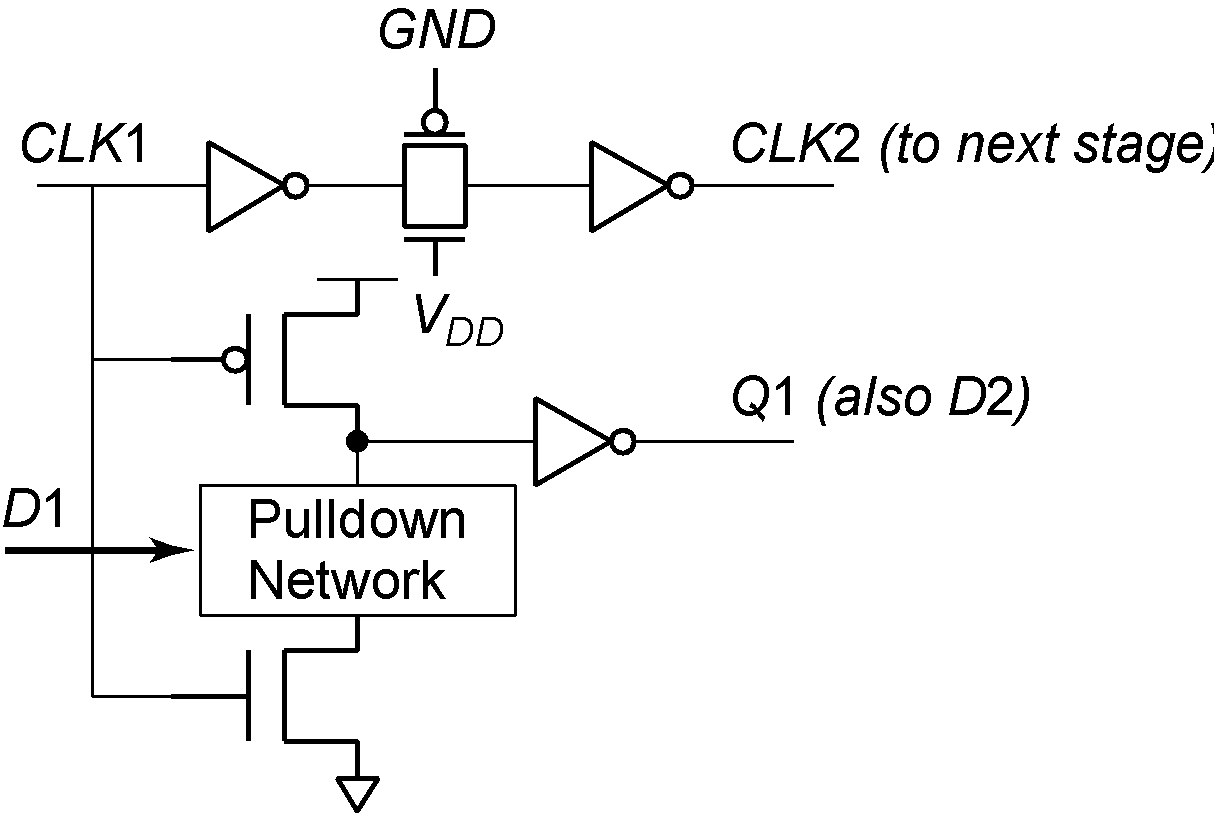 GND
CLK1
CLK2 (to next stage)
VDD
Q1 (also D2)
D1
Pulldown
Network